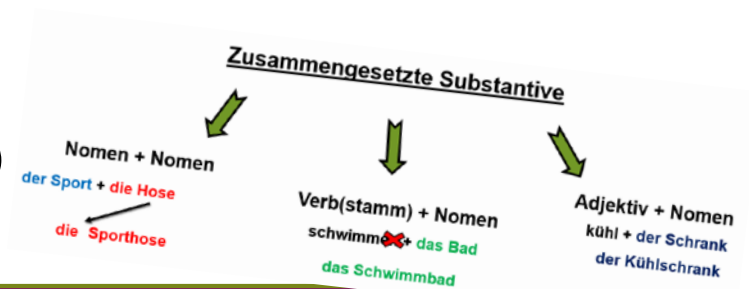 Zusammengesetzte Substantive
Nomen + Nomen
der Sport + die Hose
die Sporthose
Verb(stamm) + Nomen
schwimme + das Bad
das Schwimmbad
Adjektiv + Nomen
kühl + der Schrank
der Kühlschrank